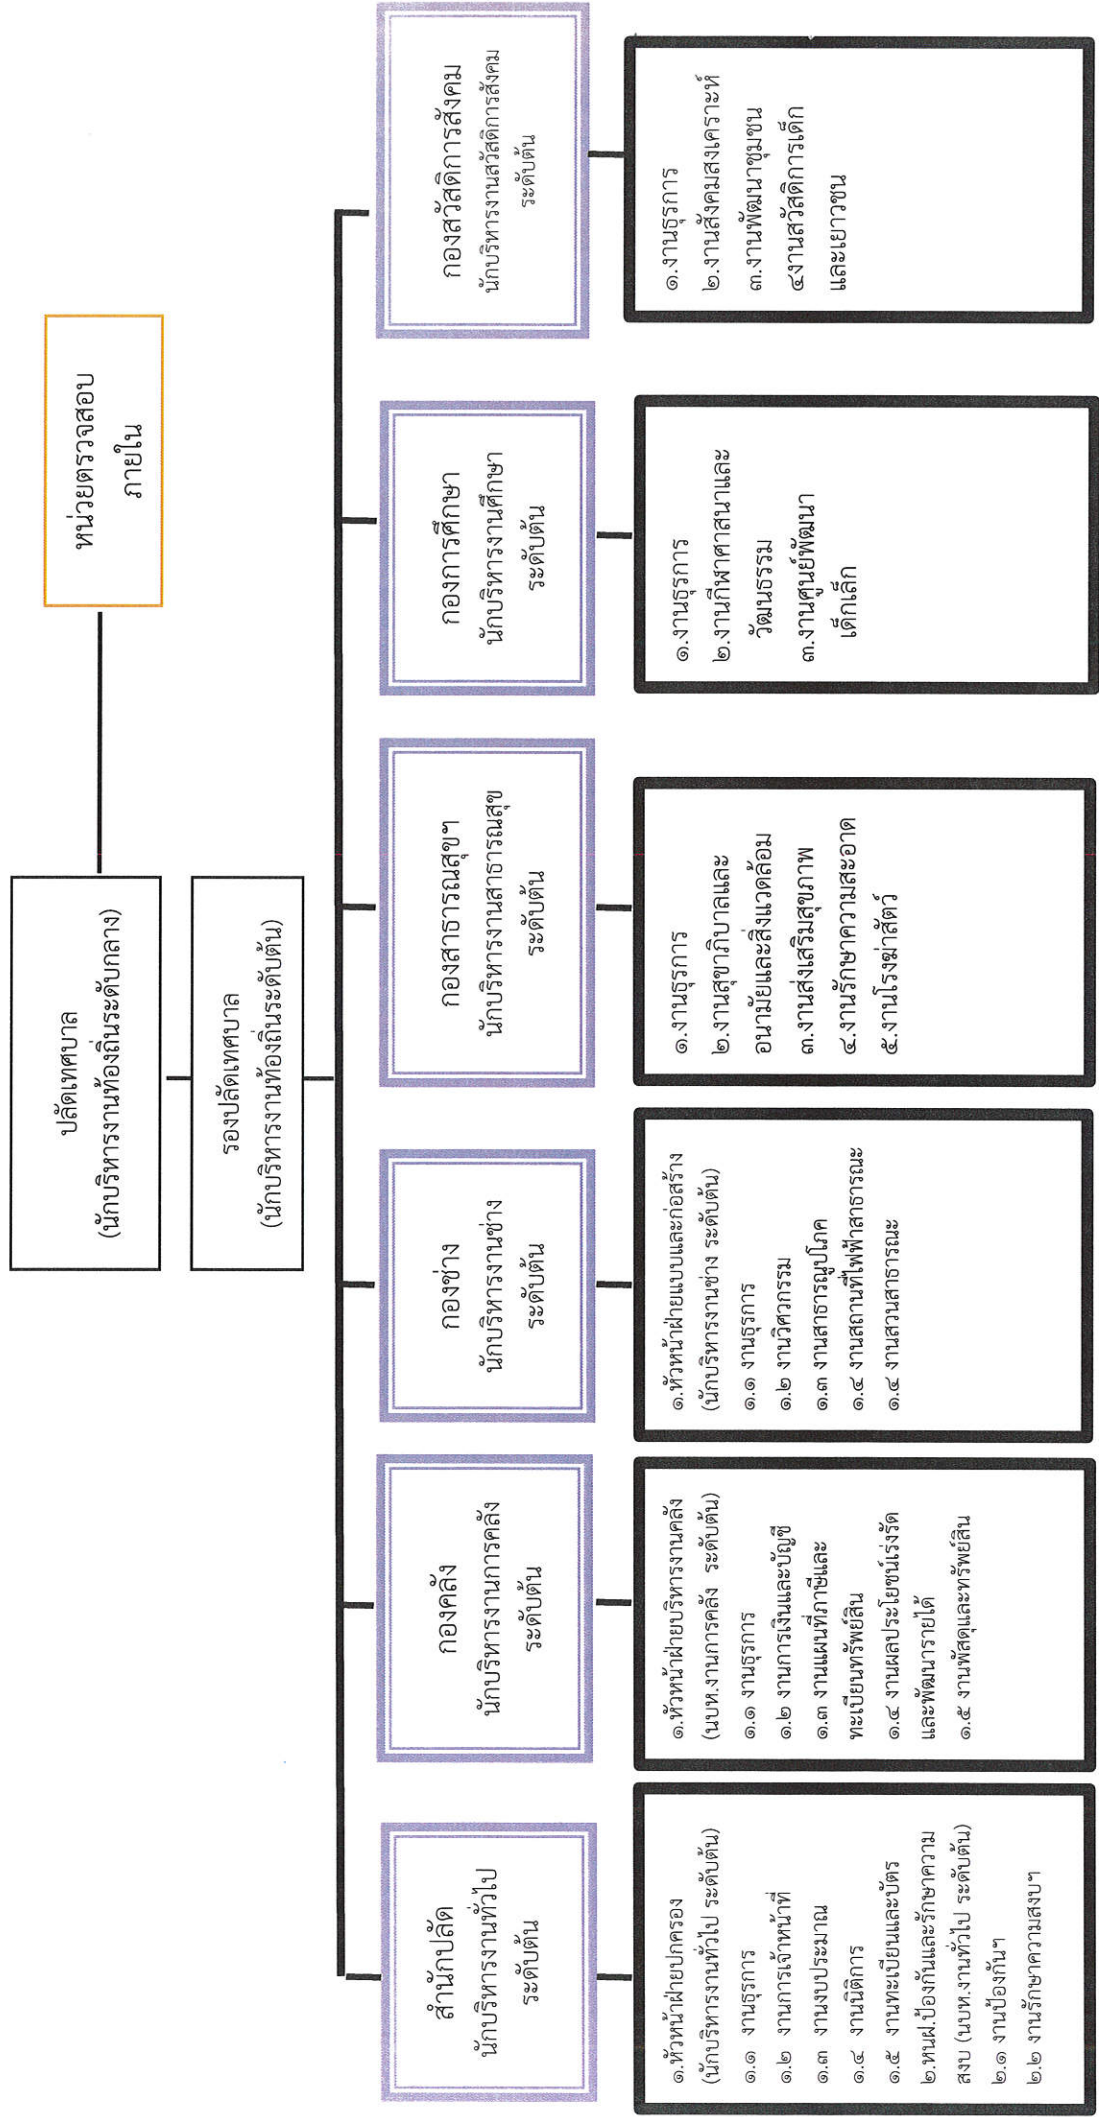 ปลัดเทศบาล
(นักบริหารงานท้องถิ่นระดับกลาง)
หน่วยตรวจสอบ
ภายใน
รองปลัดเทศบาล
(นักบริหารงานท้องถิ่นระดับต้น)
สำนักปลัด
นักบริหารงานทั่วไป
ระดับต้น
กองคลัง
นักบริหารงานการคลัง
ระดับต้น
กองช่าง
นักบริหารงานช่าง
ระดับต้น
กองสาธารณสุขฯ
นักบริหารงานสาธารณสุข
ระดับต้น
กองการศึกษา
นักบริหารงานศึกษา
ระดับต้น
กองสวัสดิการสังคม
นักบริหารงานสวัสดิการสังคม
ระดับต้น
๑.หัวหน้าฝ่ายปกครอง
(นักบริหารงานทั่วไป ระดับต้น)
๑.๑ งานธุรการ
๑.๒ งานการเจ้าหน้าที่
๑.๓ งานงบประมาณ
๑.๔ งานนิติการ
๑.๕ งานทะเบียนและบัตร
๒.หนฝ.ป้องกันและรักษาความ
สงบ (นบห.งานทั่วไป ระดับต้น)
๒.๑ งานป้องกันฯ
๒.๒ งานรักษาความสงบฯ
๑.หัวหน้าฝ่ายบริหารงานคลัง
(นบห.งานการคลัง ระดับต้น)
๑.๑ งานธุรการ
๑.๒ งานการเงินและบัญชี
๑.๓ งานแผนที่ภาษีและ
ทะเบียนทรัพย์สิน
๑.๔ งานผลประโยชน์เร่งรัด
และพัฒนารายได้
๑.๕ งานพัสดุและทรัพย์สิน
๑.หัวหน้าฝ่ายแบบและก่อสร้าง
(นักบริหารงานช่าง ระดับต้น)
๑.๑ งานธุรการ
๑.๒ งานวิศวกรรม
๑.๓ งานสาธารณูปโภค
๑.๔ งานสถานที่ไฟฟ้าสาธารณะ
๑.๔ งานสวนสาธารณะ
๑.งานธุรการ
๒.งานสุขาภิบาลและ
อนามัยและสิ่งแวดล้อม
๓.งานส่งเสริมสุขภาพ
๔.งานรักษาความสะอาด
๕.งานโรงฆ่าสัตว์
๑.งานธุรการ
๒.งานกีฬาศาสนาและ
วัฒนธรรม
๓.งานศูนย์พัฒนา
เด็กเล็ก
๑.งานธุรการ
๒.งานสังคมสงเคราะห์
๓.งานพัฒนาชุมชน
๔งานสวัสดิการเด็ก
และเยาวชน